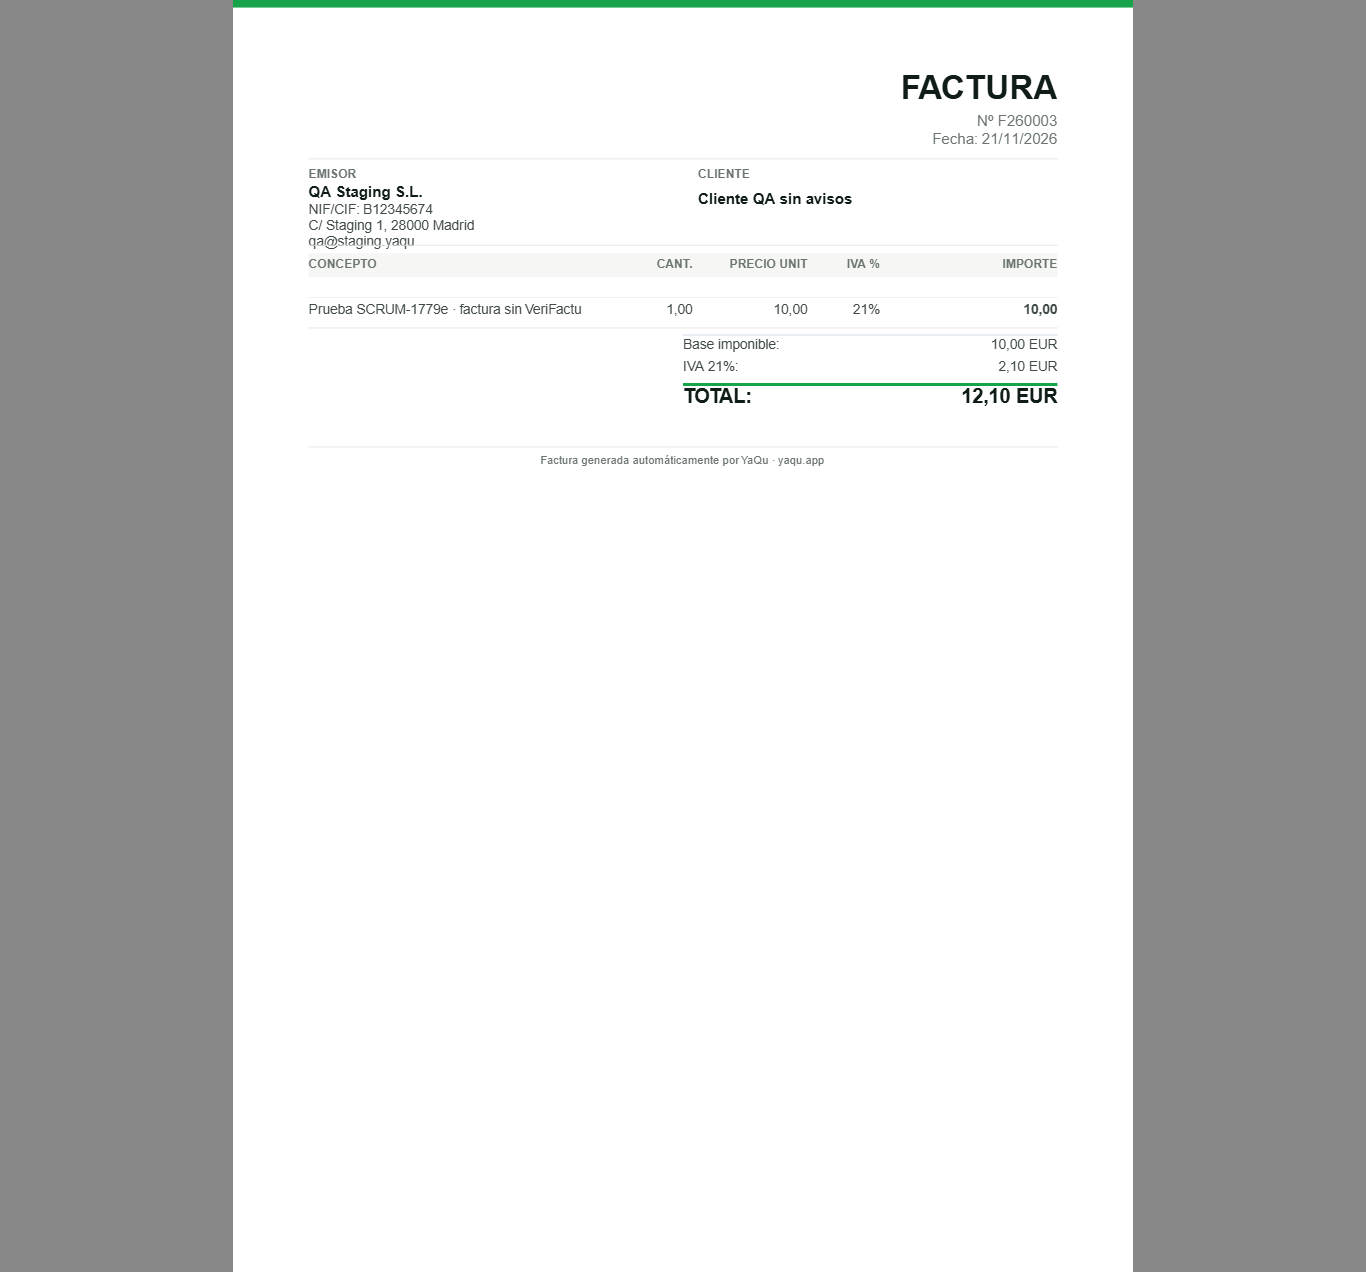 FACTURA
Nº F260003
Fecha: 21/11/2026
EMISOR
QA Staging S.L.
NIF/CIF: B12345674
C/ Staging 1, 28000 Madrid
qa@staging.yaqu
CLIENTE
Cliente QA sin avisos
CONCEPTO CANT. PRECIO UNIT IVA % IMPORTE
Prueba SCRUM-1779e · factura sin VeriFactu 1,00 10,00 21% 10,00
Base imponible: 10,00 EUR
IVA 21%: 2,10 EUR
TOTAL: 12,10 EUR
Factura generada automáticamente por YaQu · yaqu.app